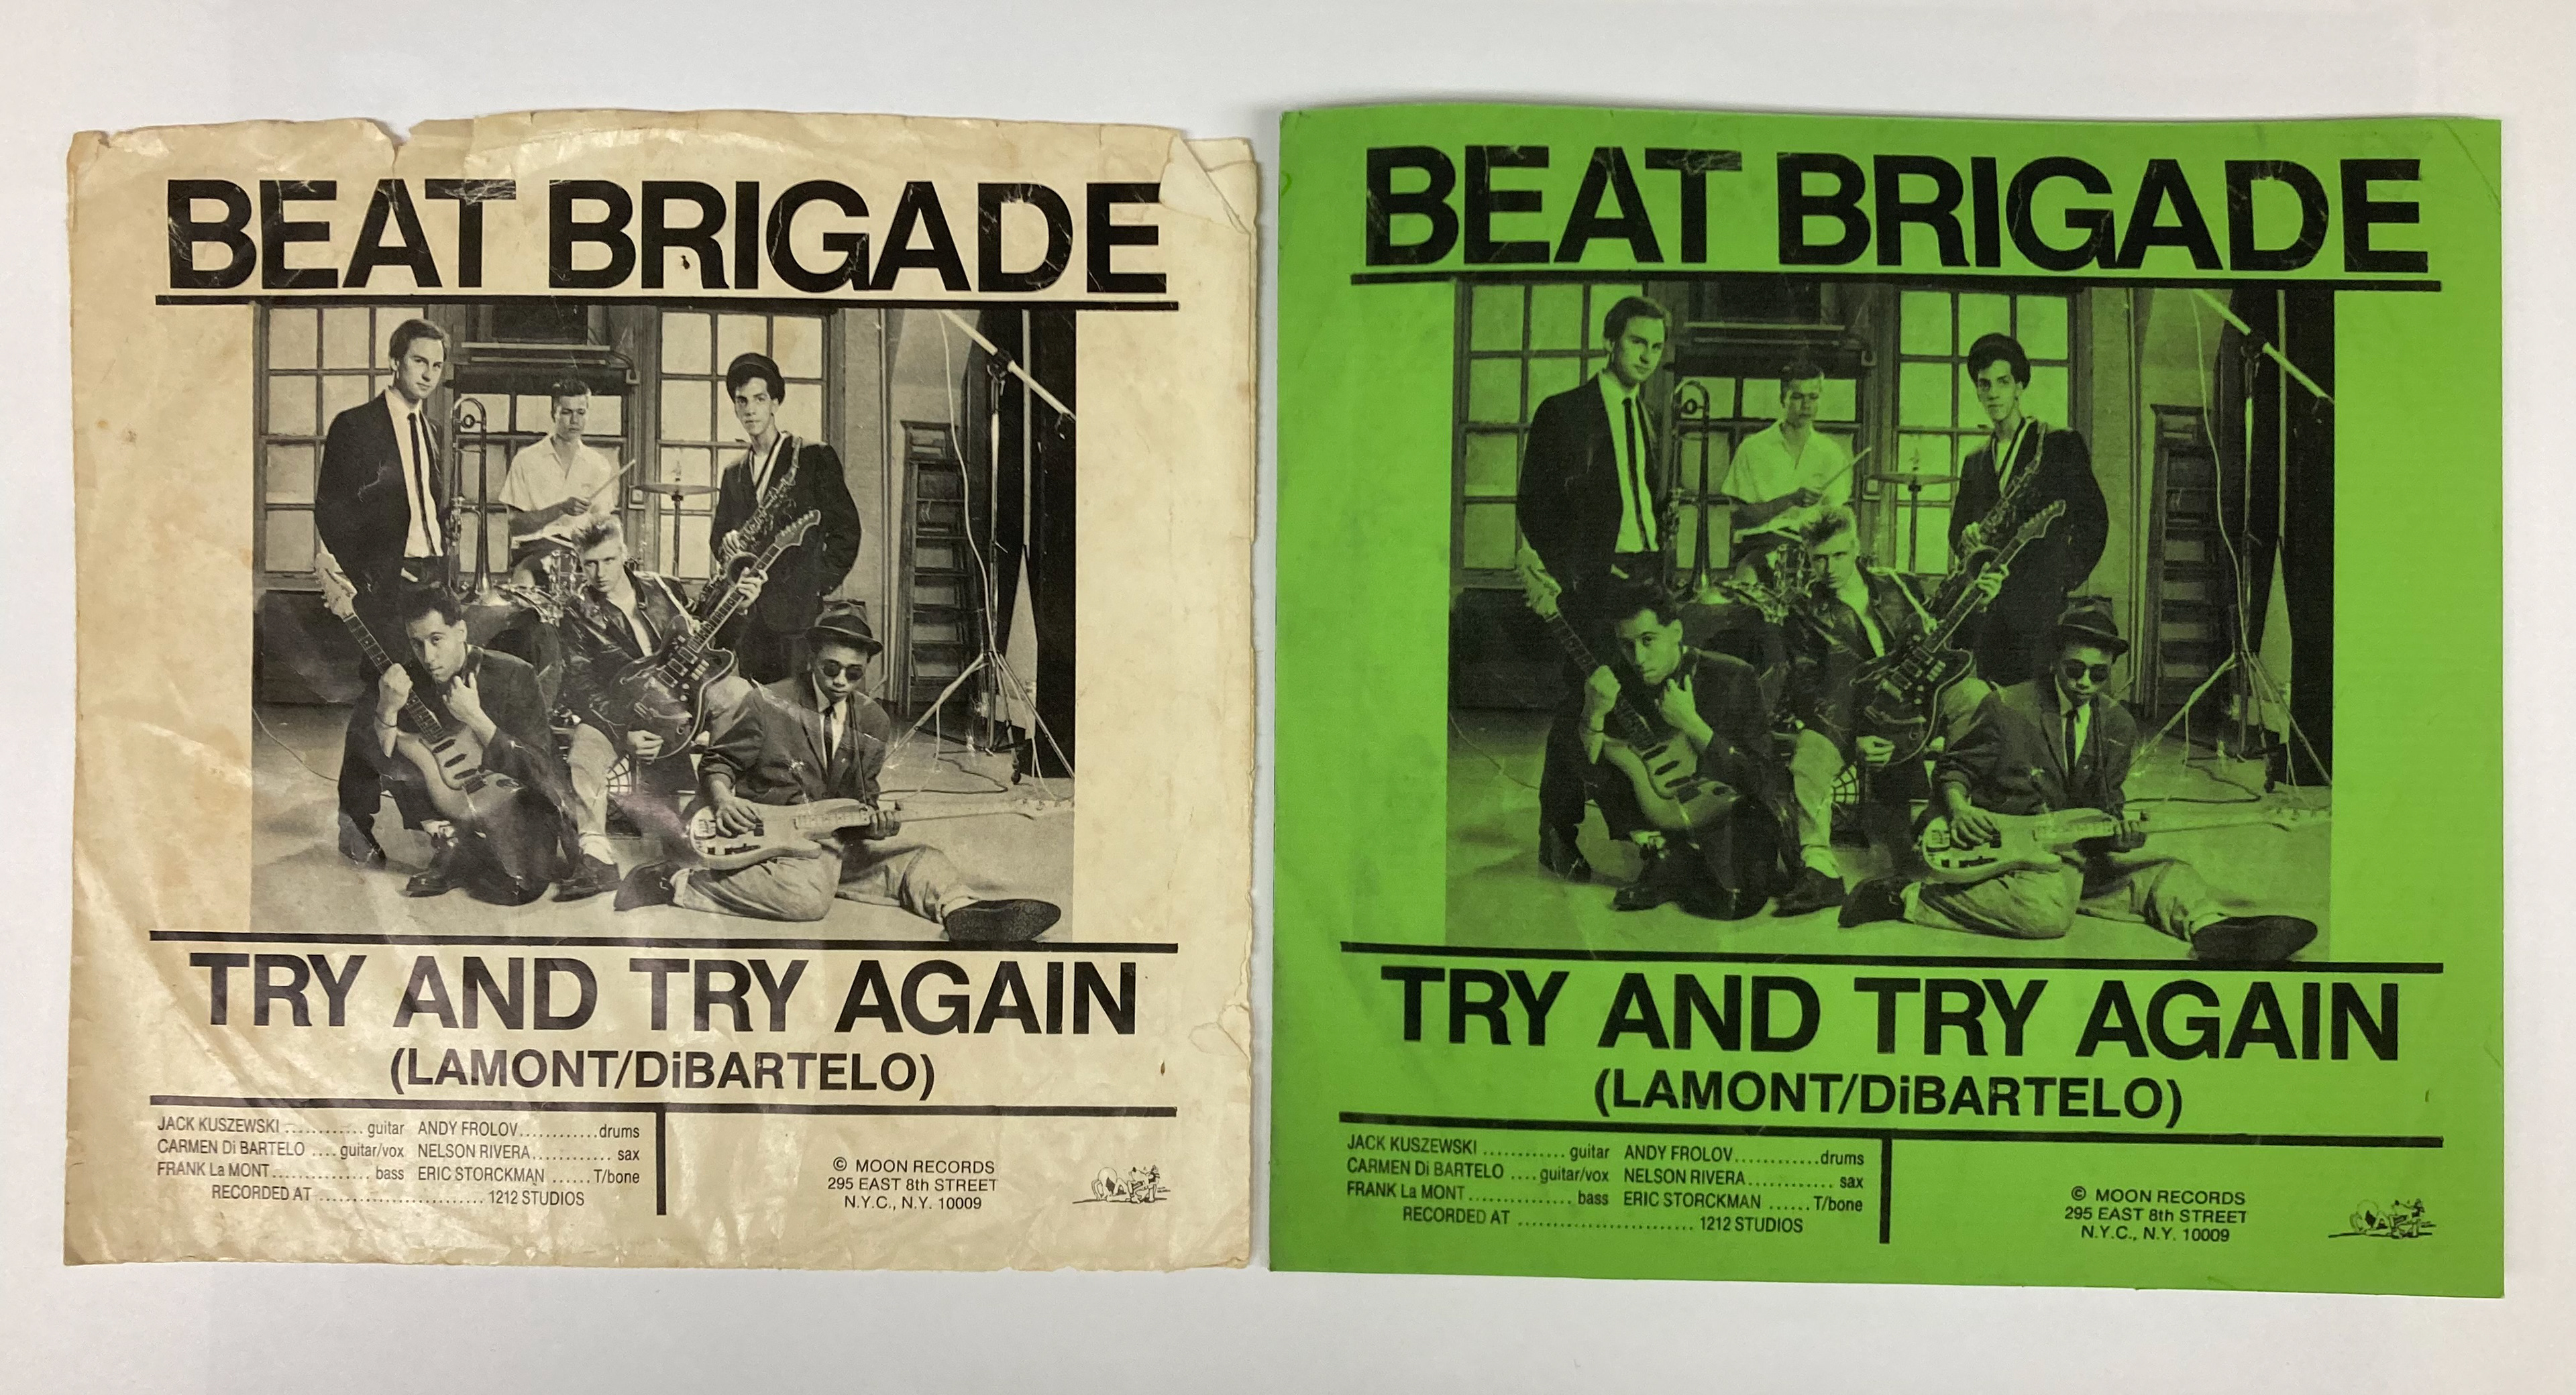 BEAT BRIGADE
TRY AND TRY AGAIN
(LAMONT/DiBARTELO)
JACK KUSZEWSKI ............ guitar
CARMEN Di BARTELO .... guitar/vox
FRANK La MONT............... bass
ANDY FROLOV............drums
NELSON RIVERA............ sax
ERIC STORCKMAN ...... T/bone
RECORDED AT ......................... 1212 STUDIOS
© MOON RECORDS
295 EAST 8th STREET
N.Y.C., N.Y. 10009
BEAT BRIGADE
TRY AND TRY AGAIN
(LAMONT/DiBARTELO)
JACK KUSZEWSKI ............ guitar
CARMEN Di BARTELO .... guitar/vox
FRANK La MONT............... bass
ANDY FROLOV............drums
NELSON RIVERA............ sax
ERIC STORCKMAN ...... T/bone
RECORDED AT ......................... 1212 STUDIOS
© MOON RECORDS
295 EAST 8th STREET
N.Y.C., N.Y. 10009